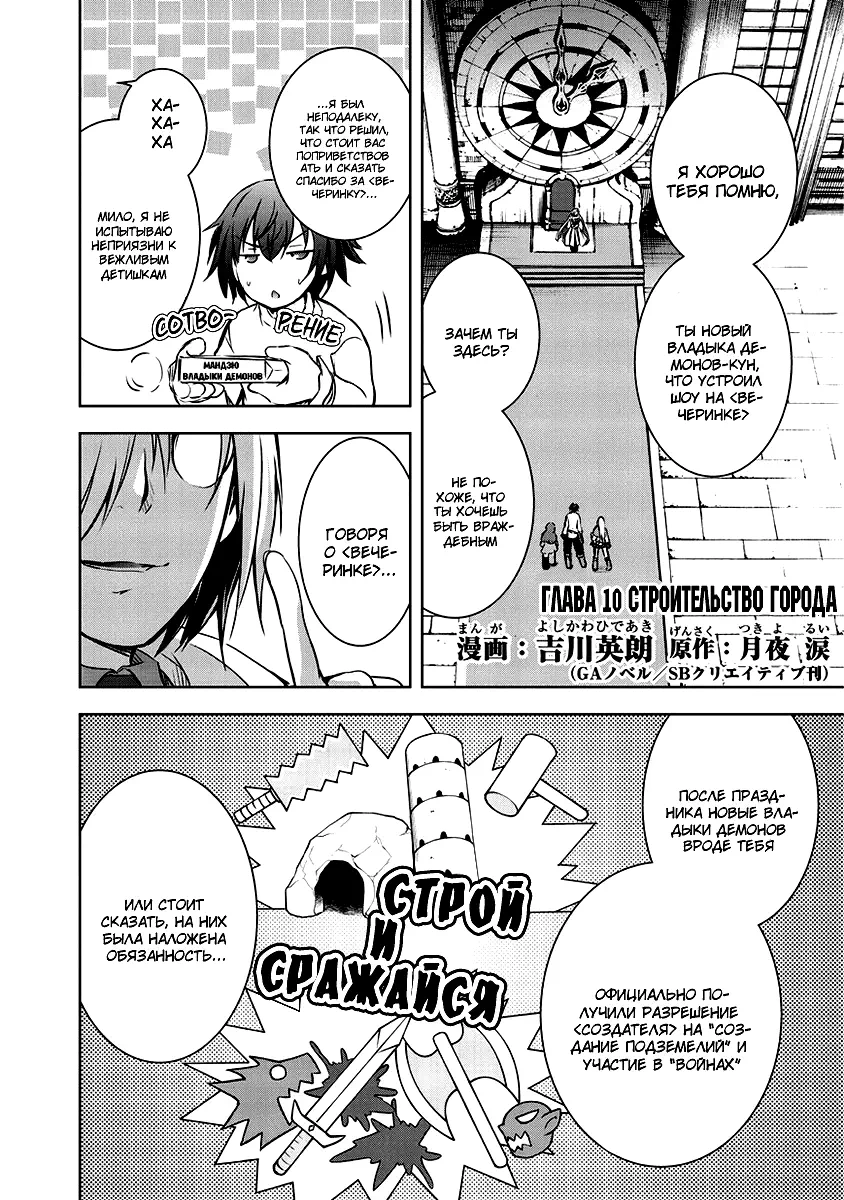 Я ХОРОШО
ТЕБЯ ПОМНЮ,
ТЫ НОВЫЙ
ВЛАДЫКА ДЕ-
МОНОВ-КУН,
ЧТО УСТРОИЛ
ШОУ НА <ВЕ-
ЧЕРИНКЕ>
ЗАЧЕМ ТЫ
ЗДЕСЬ?
НЕ ПО-
ХОЖЕ, ЧТО
ТЫ ХОЧЕШЬ
БЫТЬ ВРАЖ-
ДЕБНЫМ
ГЛАВА 10 СТРОИТЕЛЬСТВО ГОРОДА
まんが よしかわひであき げんさく つきよ るい
漫画：吉川英朗 原作：月夜 涙
（GAノベル／SBクリエイティブ刊）
...Я БЫЛ
НЕПОДАЛЕКУ,
ТАК ЧТО РЕШИЛ,
ЧТО СТОИТ ВАС
ПОПРИВЕТСТВОВ
АТЬ И СКАЗАТЬ
СПАСИБО ЗА <ВЕ-
ЧЕРИНКУ>...
ХА-
ХА-
ХА
МИЛО, Я НЕ
ИСПЫТЫВАЮ
НЕПРИЯЗНИ К
ВЕЖЛИВЫМ
ДЕТИШКАМ
СОТВО-
РЕНИЕ
МАНДЗЮ
ВЛАДЫКИ ДЕМОНОВ
ГОВОРЯ
О <ВЕЧЕ-
РИНКЕ>...
ПОСЛЕ ПРАЗД-
НИКА НОВЫЕ ВЛА-
ДЫКИ ДЕМОНОВ
ВРОДЕ ТЕБЯ
ОФИЦИАЛЬНО ПО-
ЛУЧИЛИ РАЗРЕШЕНИЕ
<СОЗДАТЕЛЯ> НА "СОЗ-
ДАНИЕ ПОДЗЕМЕЛИЙ" И
УЧАСТИЕ В "ВОЙНАХ"
СТРОЙ
И
СРАЖАЙСЯ
ИЛИ СТОИТ
СКАЗАТЬ, НА НИХ
БЫЛА НАЛОЖЕНА
ОБЯЗАННОСТЬ...